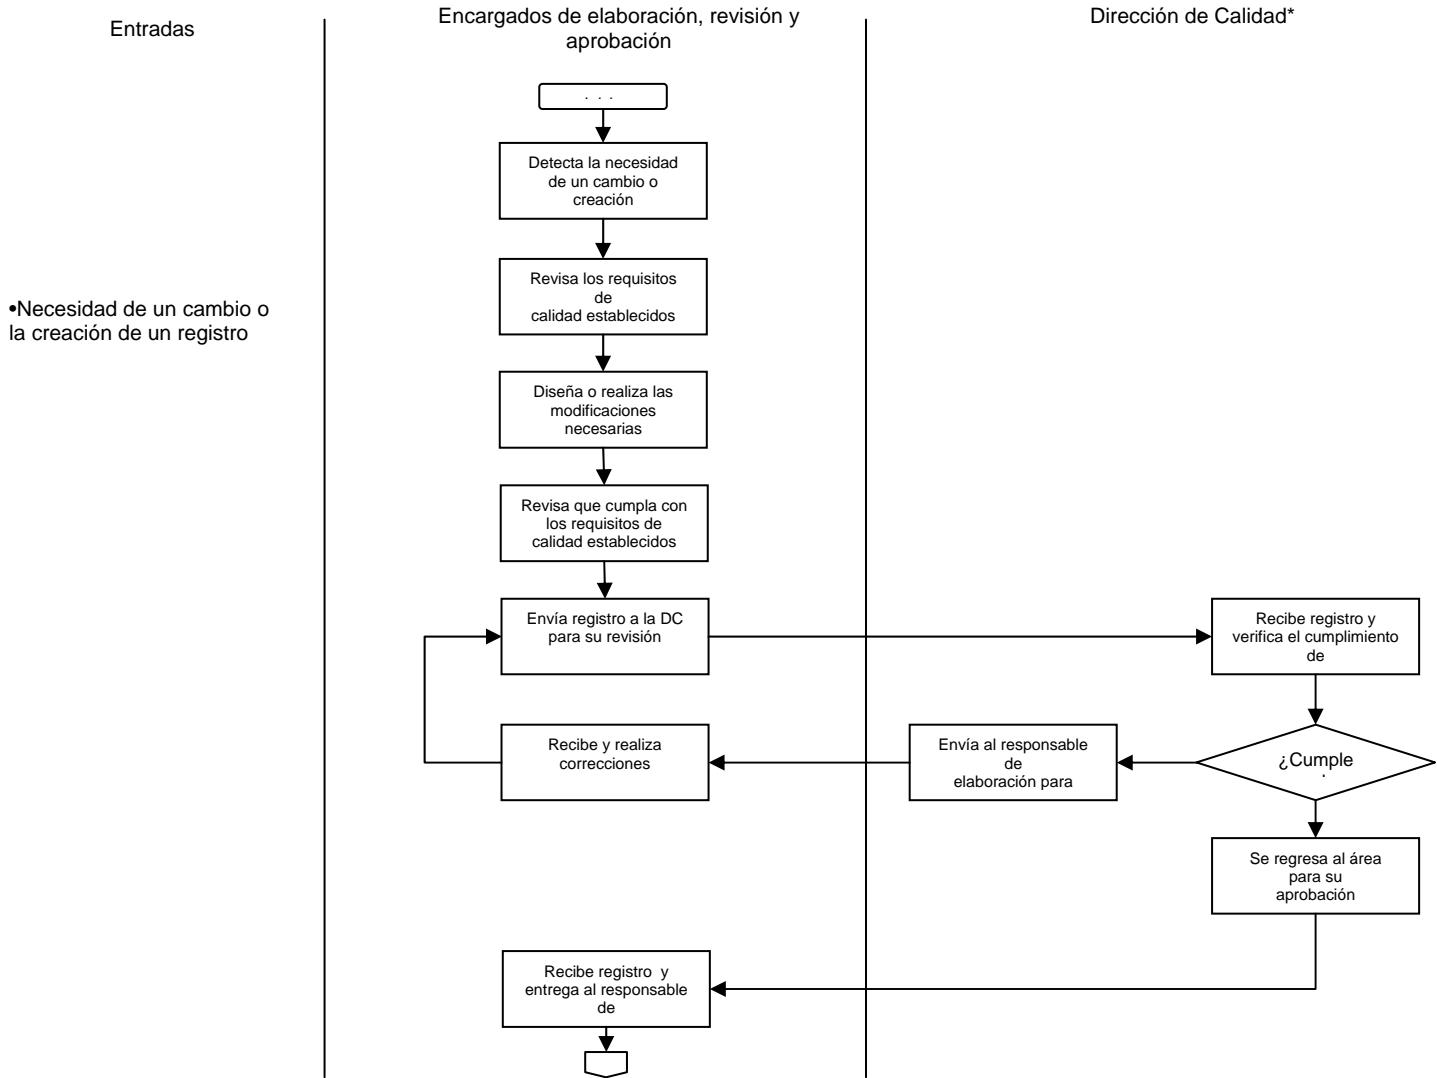 Entradas
Encargados de elaboración, revisión y
aprobación
Dirección de Calidad*
. . .
Detecta la necesidad
de un cambio o
creación
Revisa los requisitos
de
calidad establecidos
•Necesidad de un cambio o
la creación de un registro
Diseña o realiza las
modificaciones
necesarias
Revisa que cumpla con
los requisitos de
calidad establecidos
Envía registro a la DC
para su revisión
Recibe registro y
verifica el cumplimiento
de
Recibe y realiza
correcciones
Envía al responsable
de
elaboración para
¿Cumple
Se regresa al área
para su
aprobación
Recibe registro y
entrega al responsable
de